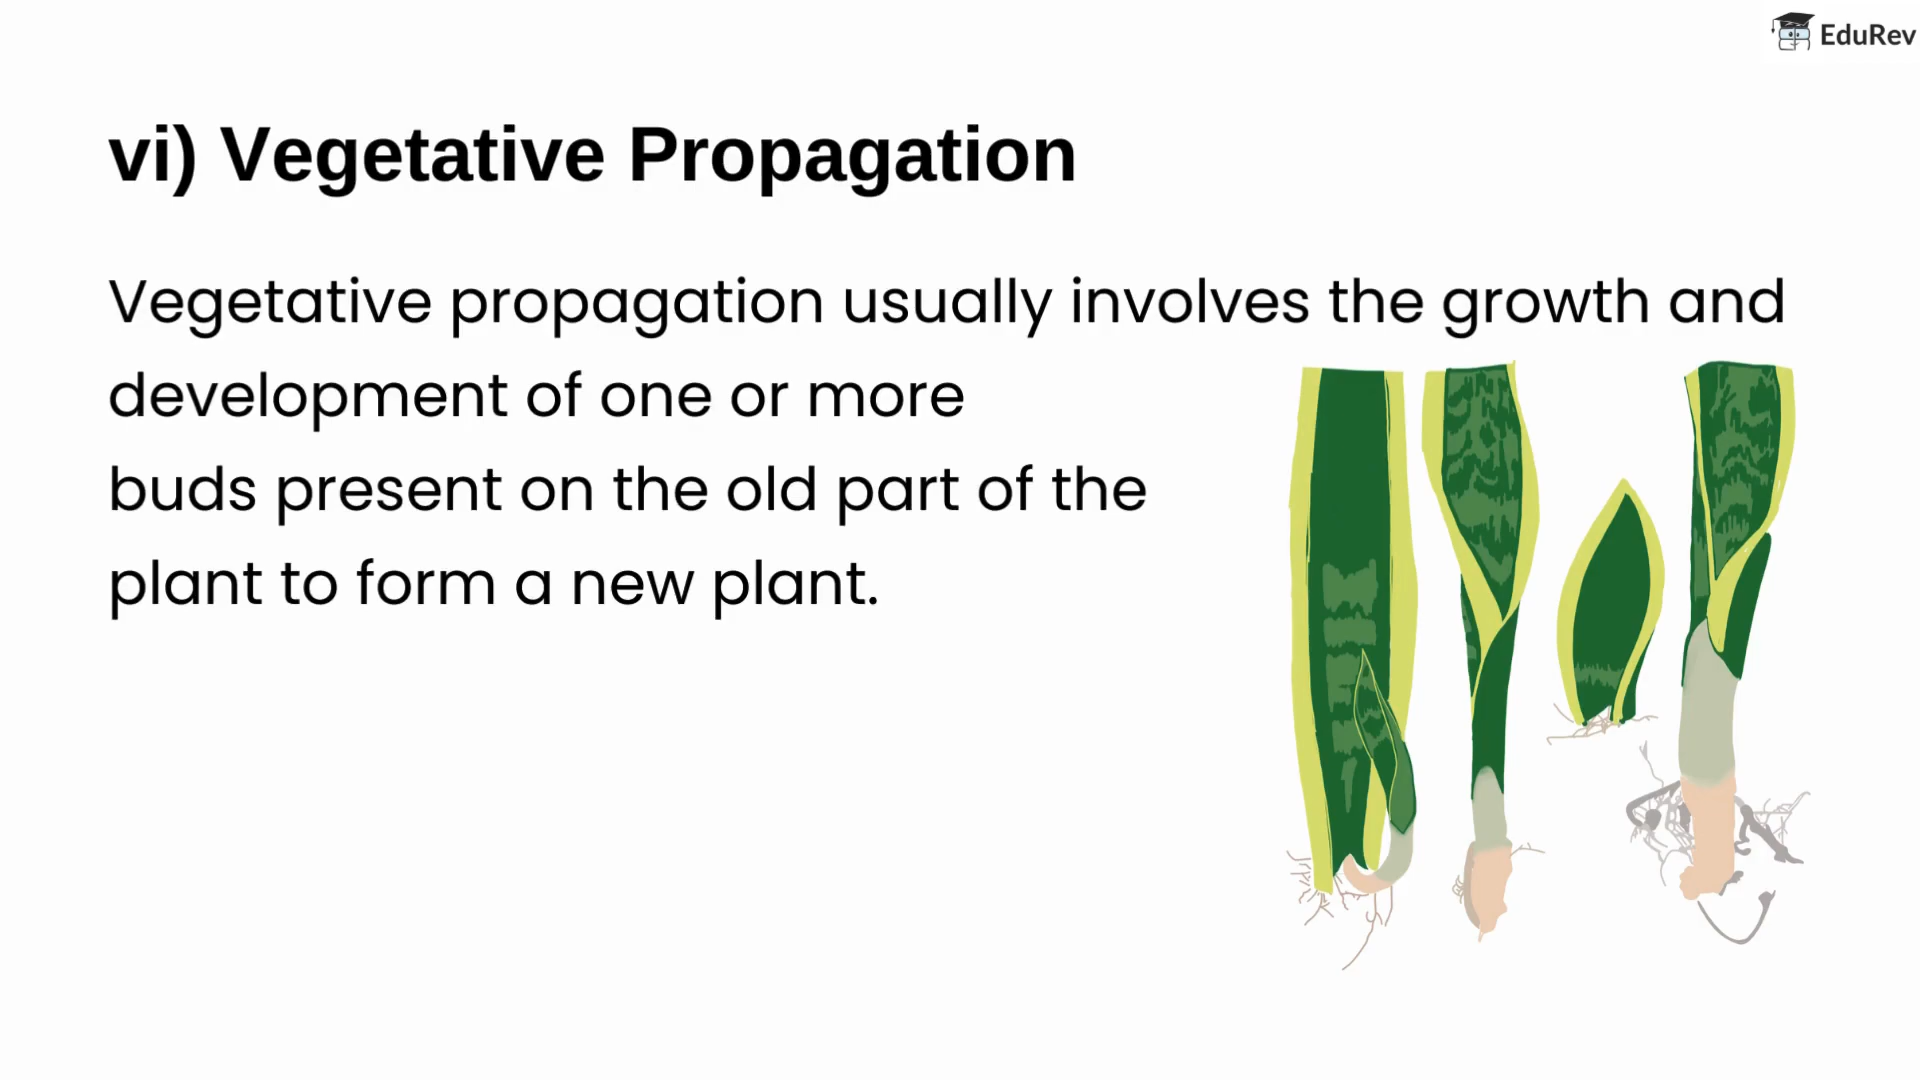 EduRev
vi) Vegetative Propagation
Vegetative propagation usually involves the growth and
development of one or more
buds present on the old part of the
plant to form a new plant.